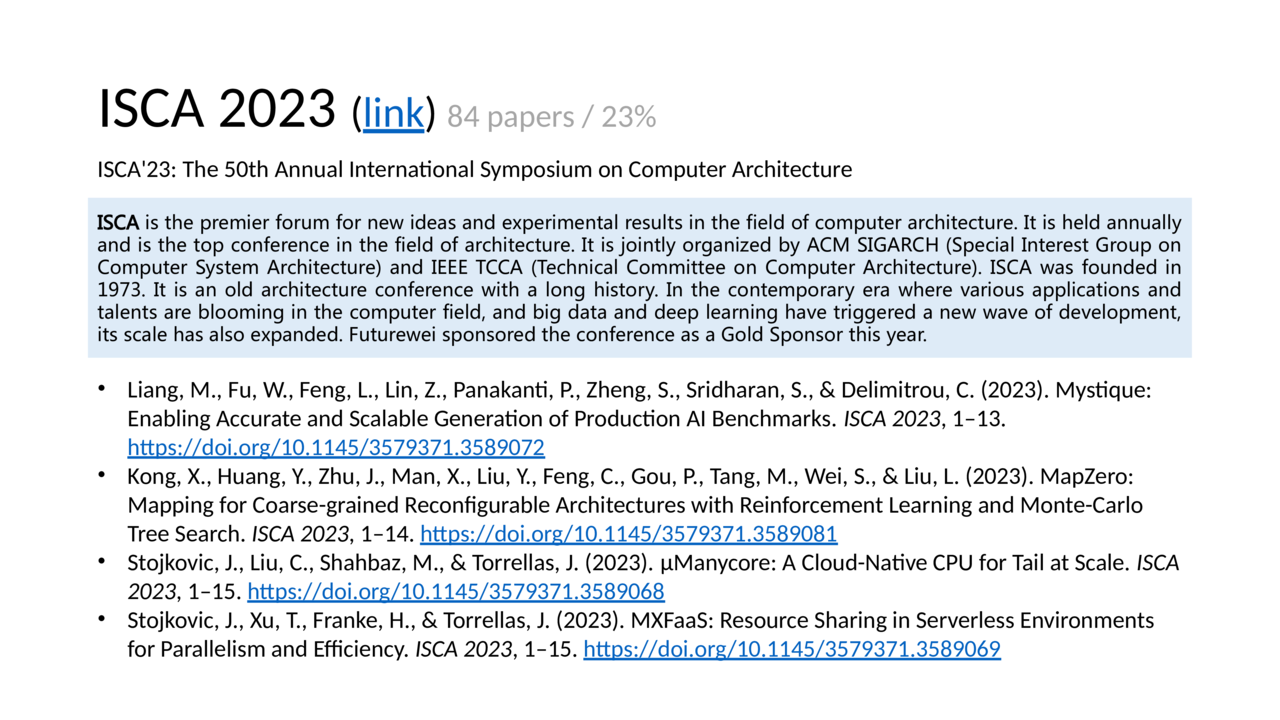 ISCA 2023 (link) 84 papers / 23%
ISCA'23: The 50th Annual International Symposium on Computer Architecture
ISCA is the premier forum for new ideas and experimental results in the field of computer architecture. It is held annually
and is the top conference in the field of architecture. It is jointly organized by ACM SIGARCH (Special Interest Group on
Computer System Architecture) and IEEE TCCA (Technical Committee on Computer Architecture). ISCA was founded in
1973. It is an old architecture conference with a long history. In the contemporary era where various applications and
talents are blooming in the computer field, and big data and deep learning have triggered a new wave of development,
its scale has also expanded. Futurewei sponsored the conference as a Gold Sponsor this year.
• Liang, M., Fu, W., Feng, L., Lin, Z., Panakanti, P., Zheng, S., Sridharan, S., & Delimitrou, C. (2023). Mystique:
Enabling Accurate and Scalable Generation of Production AI Benchmarks. ISCA 2023, 1–13.
https://doi.org/10.1145/3579371.3589072
• Kong, X., Huang, Y., Zhu, J., Man, X., Liu, Y., Feng, C., Gou, P., Tang, M., Wei, S., & Liu, L. (2023). MapZero:
Mapping for Coarse-grained Reconfigurable Architectures with Reinforcement Learning and Monte-Carlo
Tree Search. ISCA 2023, 1–14. https://doi.org/10.1145/3579371.3589081
• Stojkovic, J., Liu, C., Shahbaz, M., & Torrellas, J. (2023). μManycore: A Cloud-Native CPU for Tail at Scale. ISCA
2023, 1–15. https://doi.org/10.1145/3579371.3589068
• Stojkovic, J., Xu, T., Franke, H., & Torrellas, J. (2023). MXFaaS: Resource Sharing in Serverless Environments
for Parallelism and Efficiency. ISCA 2023, 1–15. https://doi.org/10.1145/3579371.3589069